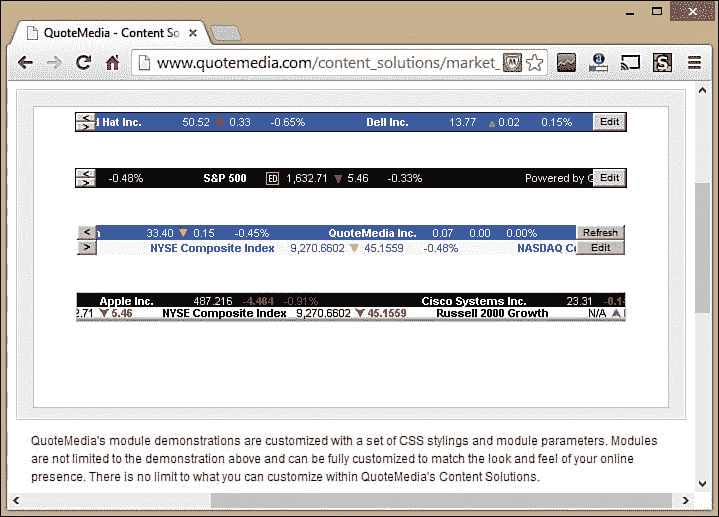 QuoteMedia - Content So
www.quotemedia.com/content_solutions/market_
< d Hat Inc. 50.52 0.33 -0.65% Dell Inc. 13.77 0.02 0.15% Edit
>
< -0.48% S&P 500 ED 1,632.71 5.46 -0.33% Powered by Edit
>
< 33.40 0.15 -0.45% QuoteMedia Inc. 0.07 0.00 0.00% Refresh
> NYSE Composite Index 9,270.6602 45.1559 -0.48% NASDAQ Edit
Apple Inc. 487.216 -4.484 -0.91% Cisco Systems Inc. 23.31
2.71 5.46 NYSE Composite Index 9,270.6602 45.1559 Russell 2000 Growth N/A
QuoteMedia's module demonstrations are customized with a set of CSS stylings and module parameters. Modules
are not limited to the demonstration above and can be fully customized to match the look and feel of your online
presence. There is no limit to what you can customize within QuoteMedia's Content Solutions.